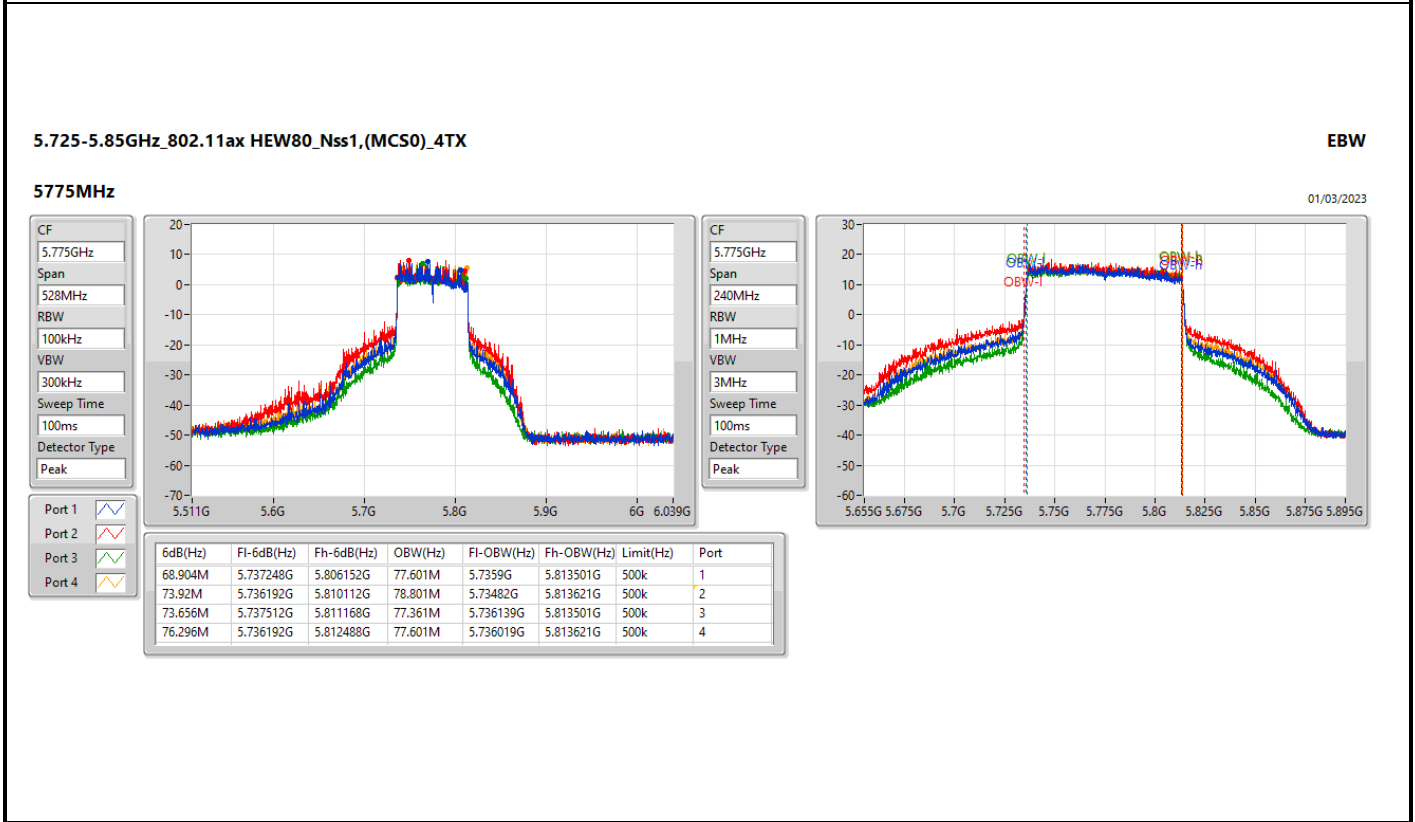 5.725-5.85GHz_802.11ax HEW80_Nss1,(MCS0)_4TX
EBW
5775MHz
01/03/2023
CF
5.775GHz
Span
528MHz
RBW
100kHz
VBW
300kHz
Sweep Time
100ms
Detector Type
Peak
20
10
0
-10
-20
-30
-40
-50
-60
-70
5.511G 5.6G 5.7G 5.8G 5.9G 6G 6.039G
CF
5.775GHz
Span
240MHz
RBW
1MHz
VBW
3MHz
Sweep Time
100ms
Detector Type
Peak
30
20
10
0
-10
-20
-30
-40
-50
-60
OBW-l
OBW-h
OBW-h
OBW-l
5.655G 5.675G 5.7G 5.725G 5.75G 5.775G 5.8G 5.825G 5.85G 5.875G 5.895G
Port 1
Port 2
Port 3
Port 4
6dB(Hz) Fl-6dB(Hz) Fh-6dB(Hz) OBW(Hz) Fl-OBW(Hz) Fh-OBW(Hz) Limit(Hz) Port
68.904M 5.737248G 5.806152G 77.601M 5.7359G 5.813501G 500k 1
73.92M 5.736192G 5.810112G 78.801M 5.73482G 5.813621G 500k 2
73.656M 5.737512G 5.811168G 77.361M 5.736139G 5.813501G 500k 3
76.296M 5.736192G 5.812488G 77.601M 5.736019G 5.813621G 500k 4